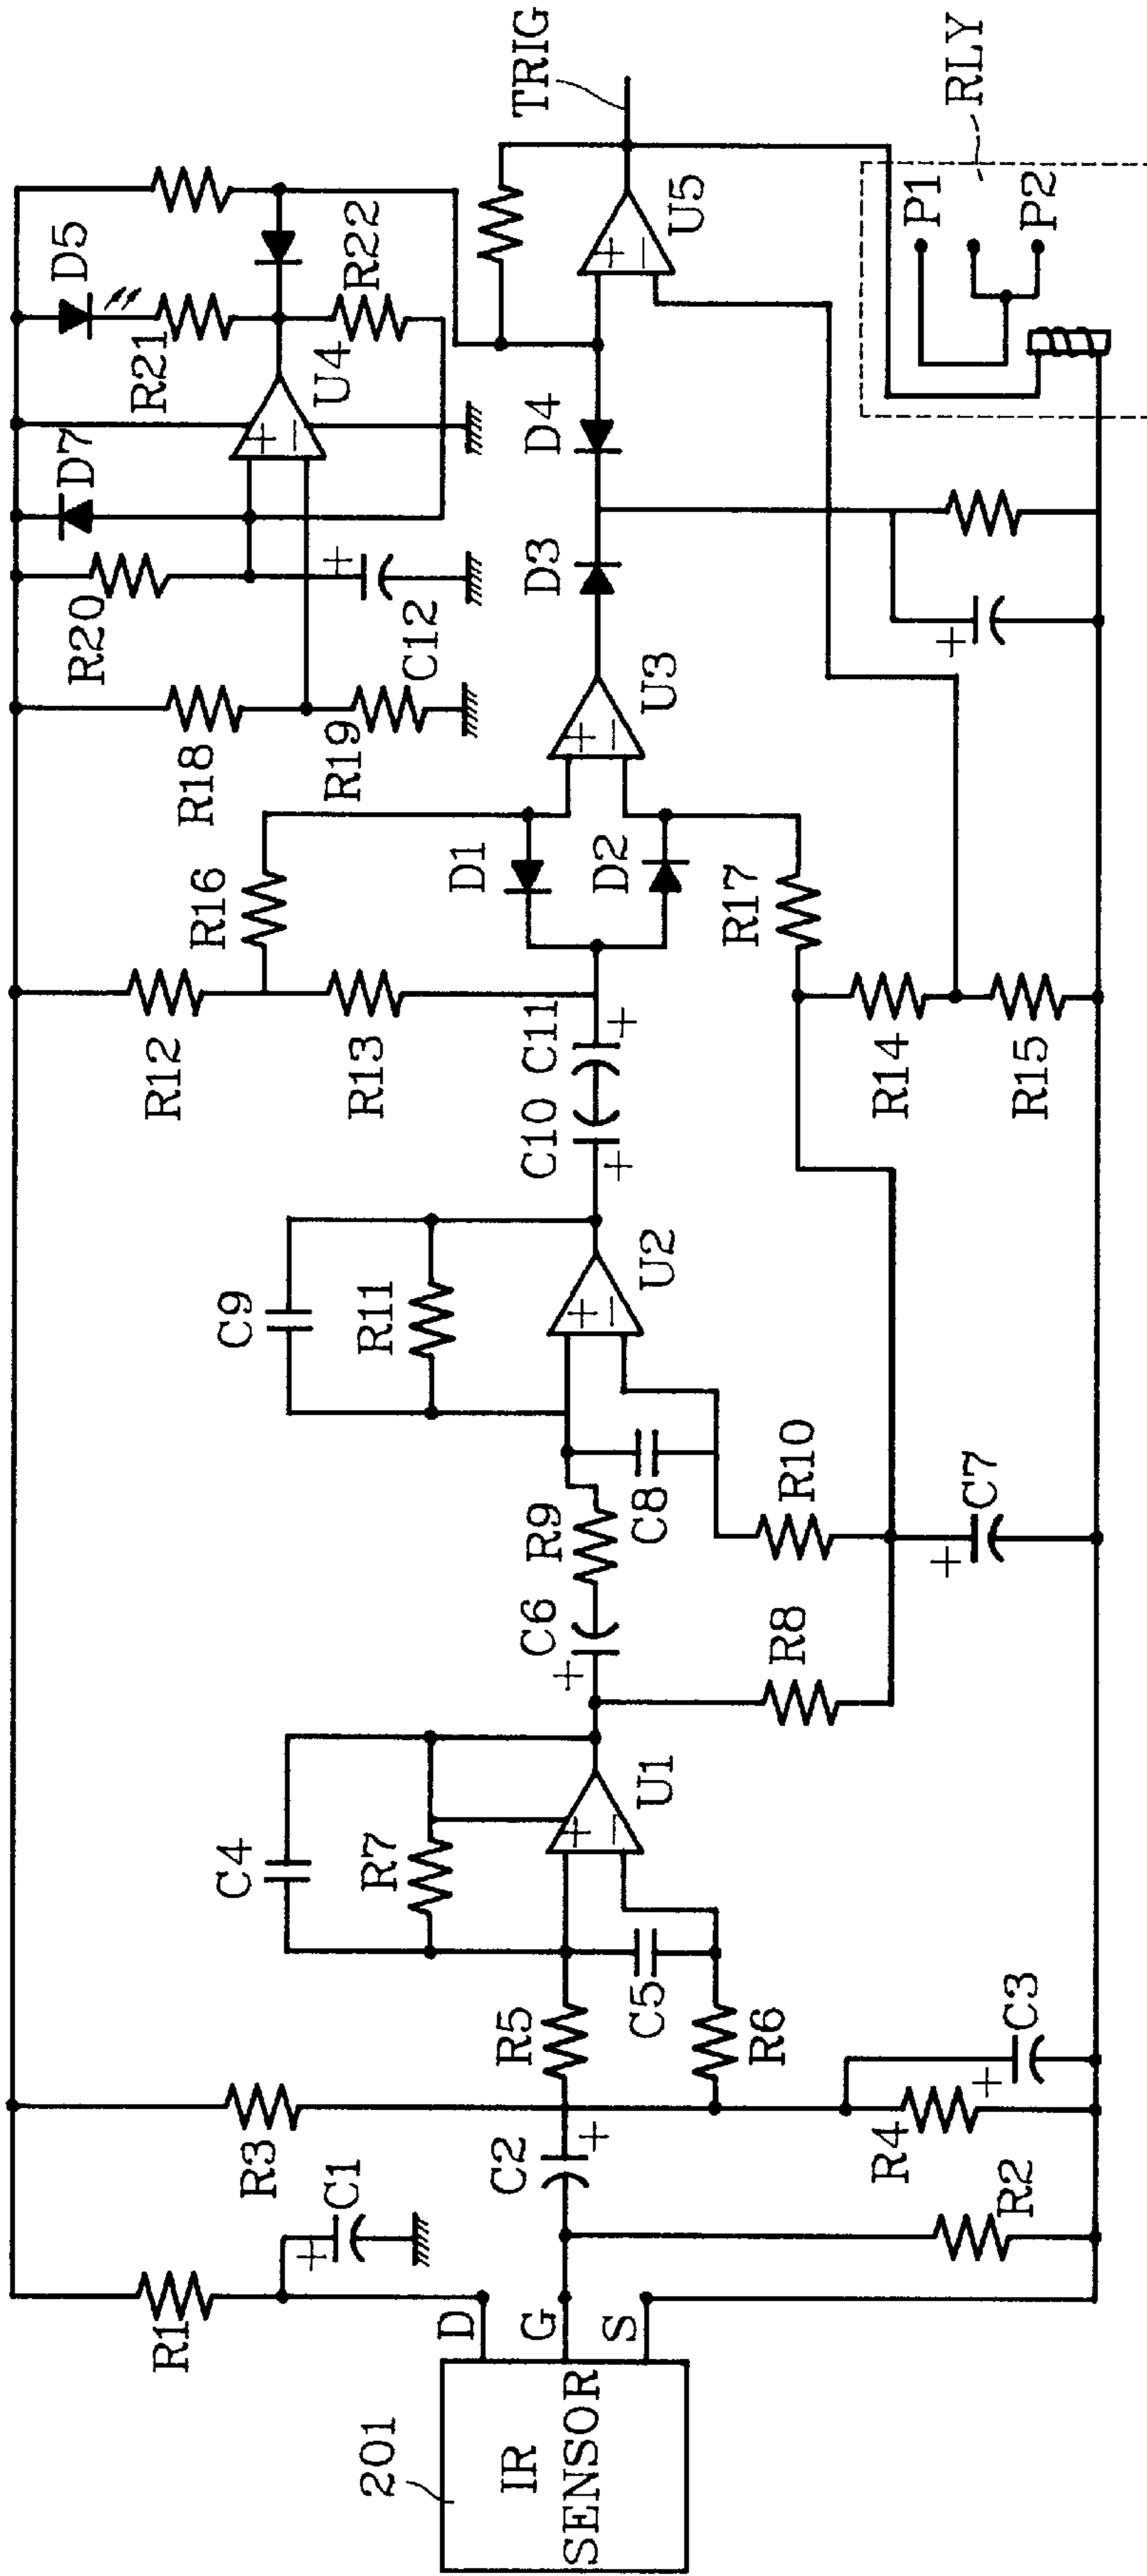 201
IR
SENSOR
D
G
S
R1
C1
+
R2
C2
+
R3
R4
+
C3
R5
R6
C5
C4
R7
+
−
U1
R8
+
C6
R9
C8
R10
+
C7
C9
R11
+
−
U2
+
C10
C11
+
R12
R13
R14
R15
R16
R17
D1
D2
+
−
U3
D3
D4
+
R18
R19
R20
+
C12
D7
+
−
U4
R21
D5
R22
+
−
U5
TRIG
P1
P2
RLY